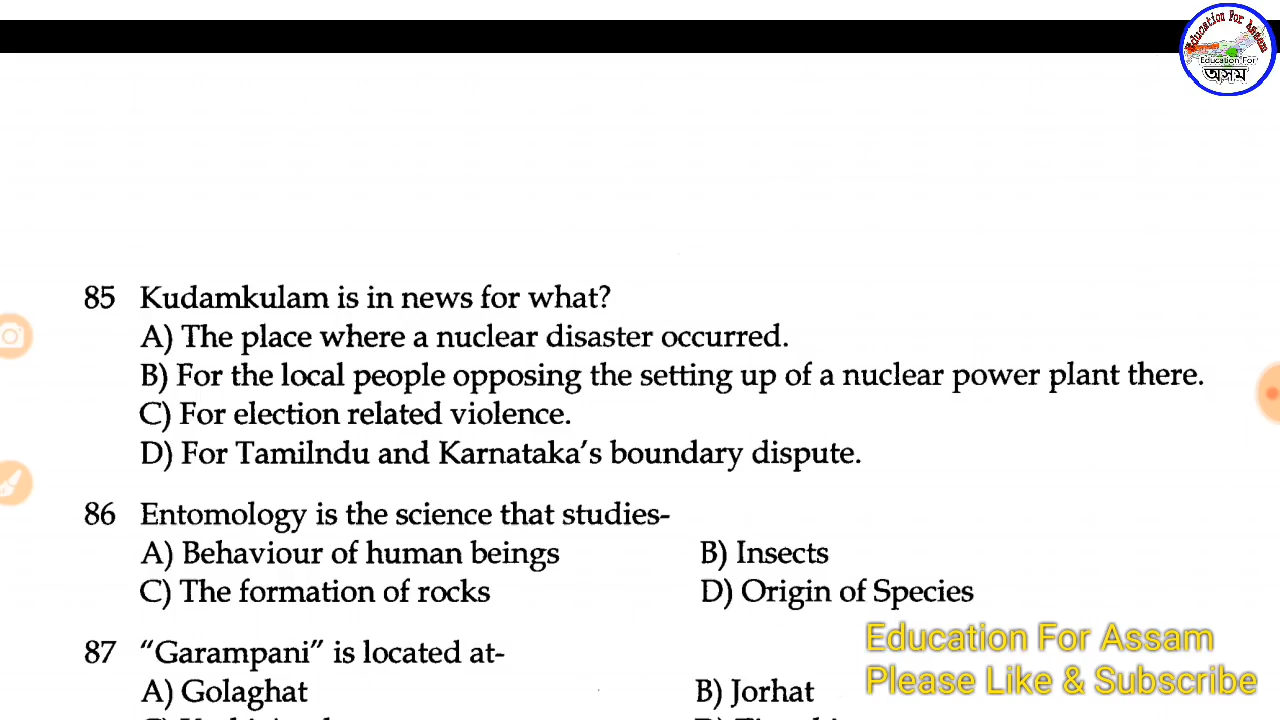 Education For Assam
Education For
অসম
85 Kudamkulam is in news for what?
A) The place where a nuclear disaster occurred.
B) For the local people opposing the setting up of a nuclear power plant there.
C) For election related violence.
D) For Tamilndu and Karnataka's boundary dispute.
86 Entomology is the science that studies-
A) Behaviour of human beings B) Insects
C) The formation of rocks D) Origin of Species
87 “Garampani” is located at-
A) Golaghat B) Jorhat
Education For Assam
Please Like & Subscribe